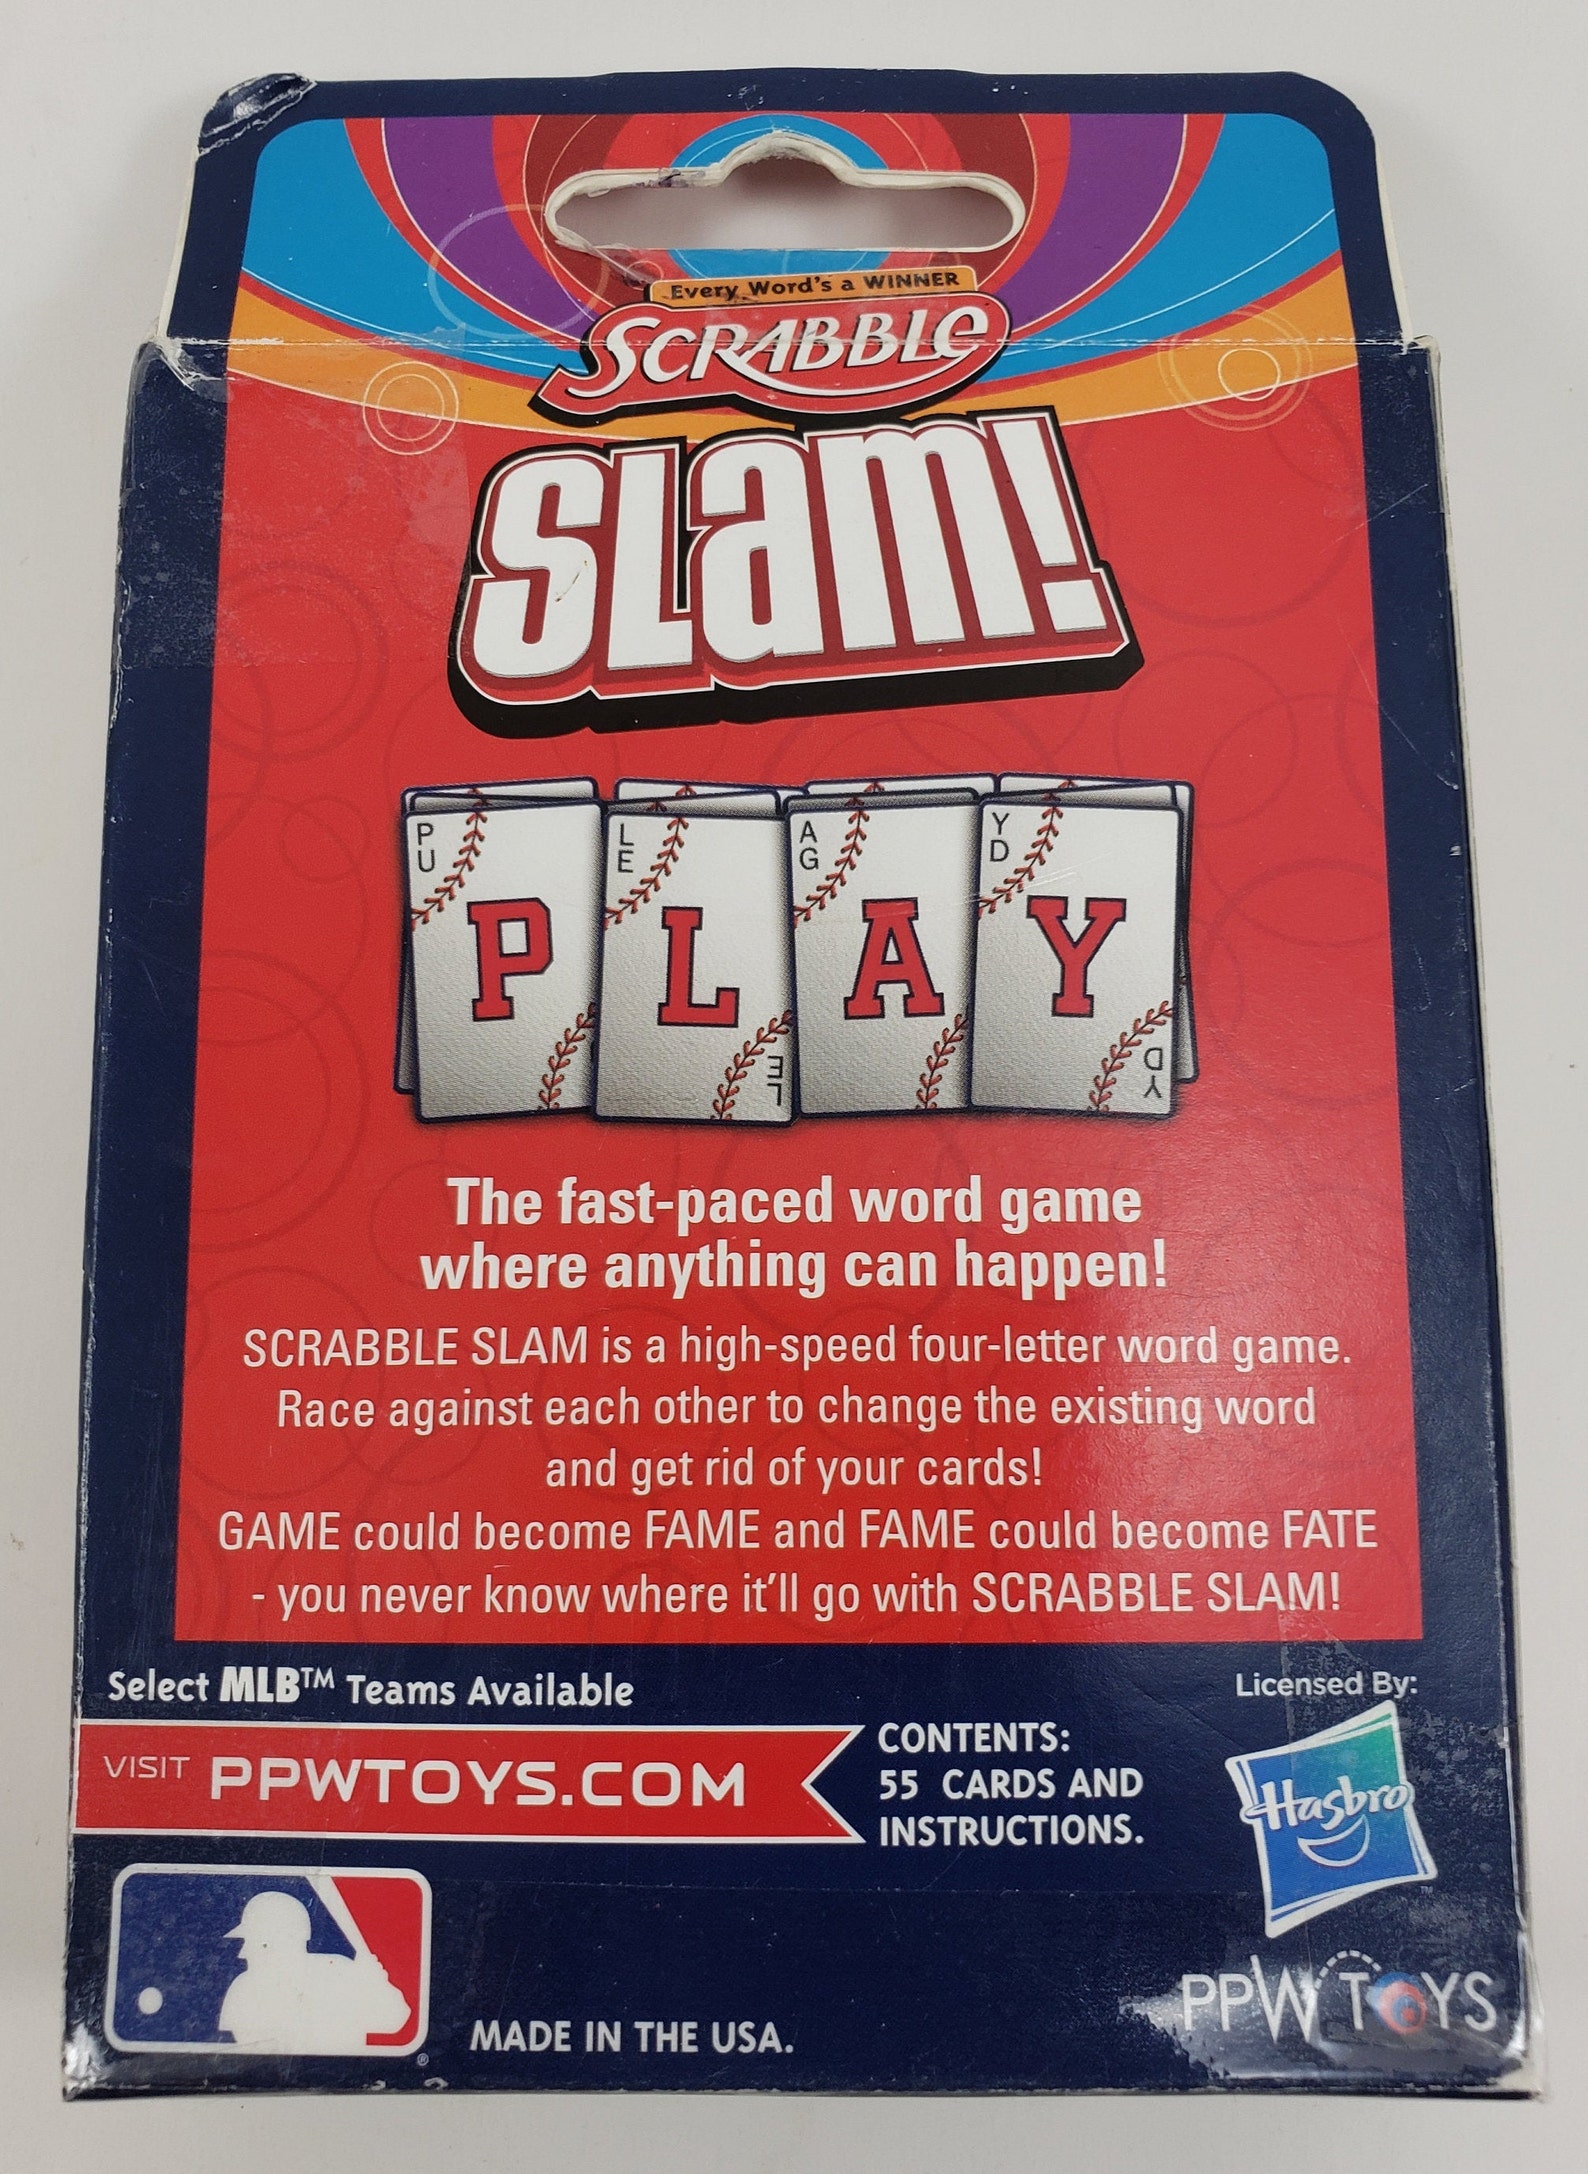 Every Word's a WINNER
SCRABBLE
SLam!
P
U
P
L
E
L
L
E
A
G
A
Y
D
Y
Y
D
The fast-paced word game
where anything can happen!
SCRABBLE SLAM is a high-speed four-letter word game.
Race against each other to change the existing word
and get rid of your cards!
GAME could become FAME and FAME could become FATE
- you never know where it'll go with SCRABBLE SLAM!
Select MLB™ Teams Available
VISIT PPWTOYS.COM
CONTENTS:
55 CARDS AND
INSTRUCTIONS.
Licensed By:
Hasbro
™
PPW TOYS
®
MADE IN THE USA.